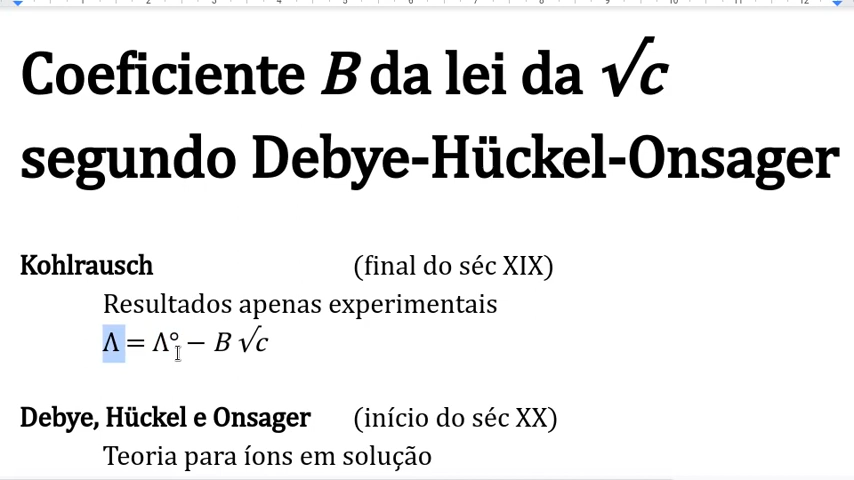 Coeficiente B da lei da √c
segundo Debye-Hückel-Onsager
Kohlrausch (final do séc XIX)
Resultados apenas experimentais
Λ = Λ° − B √c
Debye, Hückel e Onsager (início do séc XX)
Teoria para íons em solução